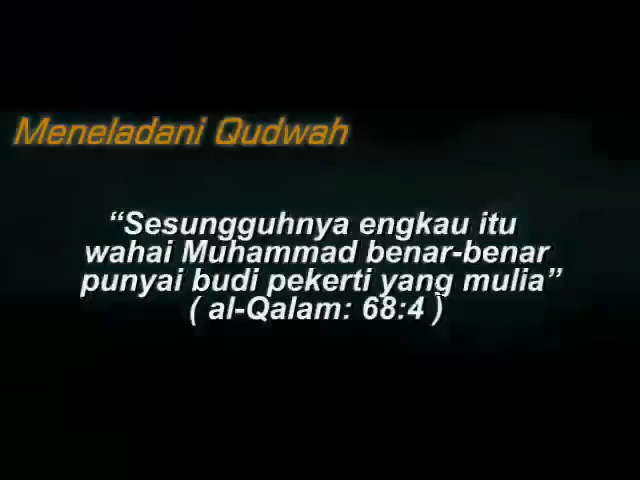 Meneladani Qudwah
“Sesungguhnya engkau itu
wahai Muhammad benar-benar
punyai budi pekerti yang mulia”
( al-Qalam: 68:4 )